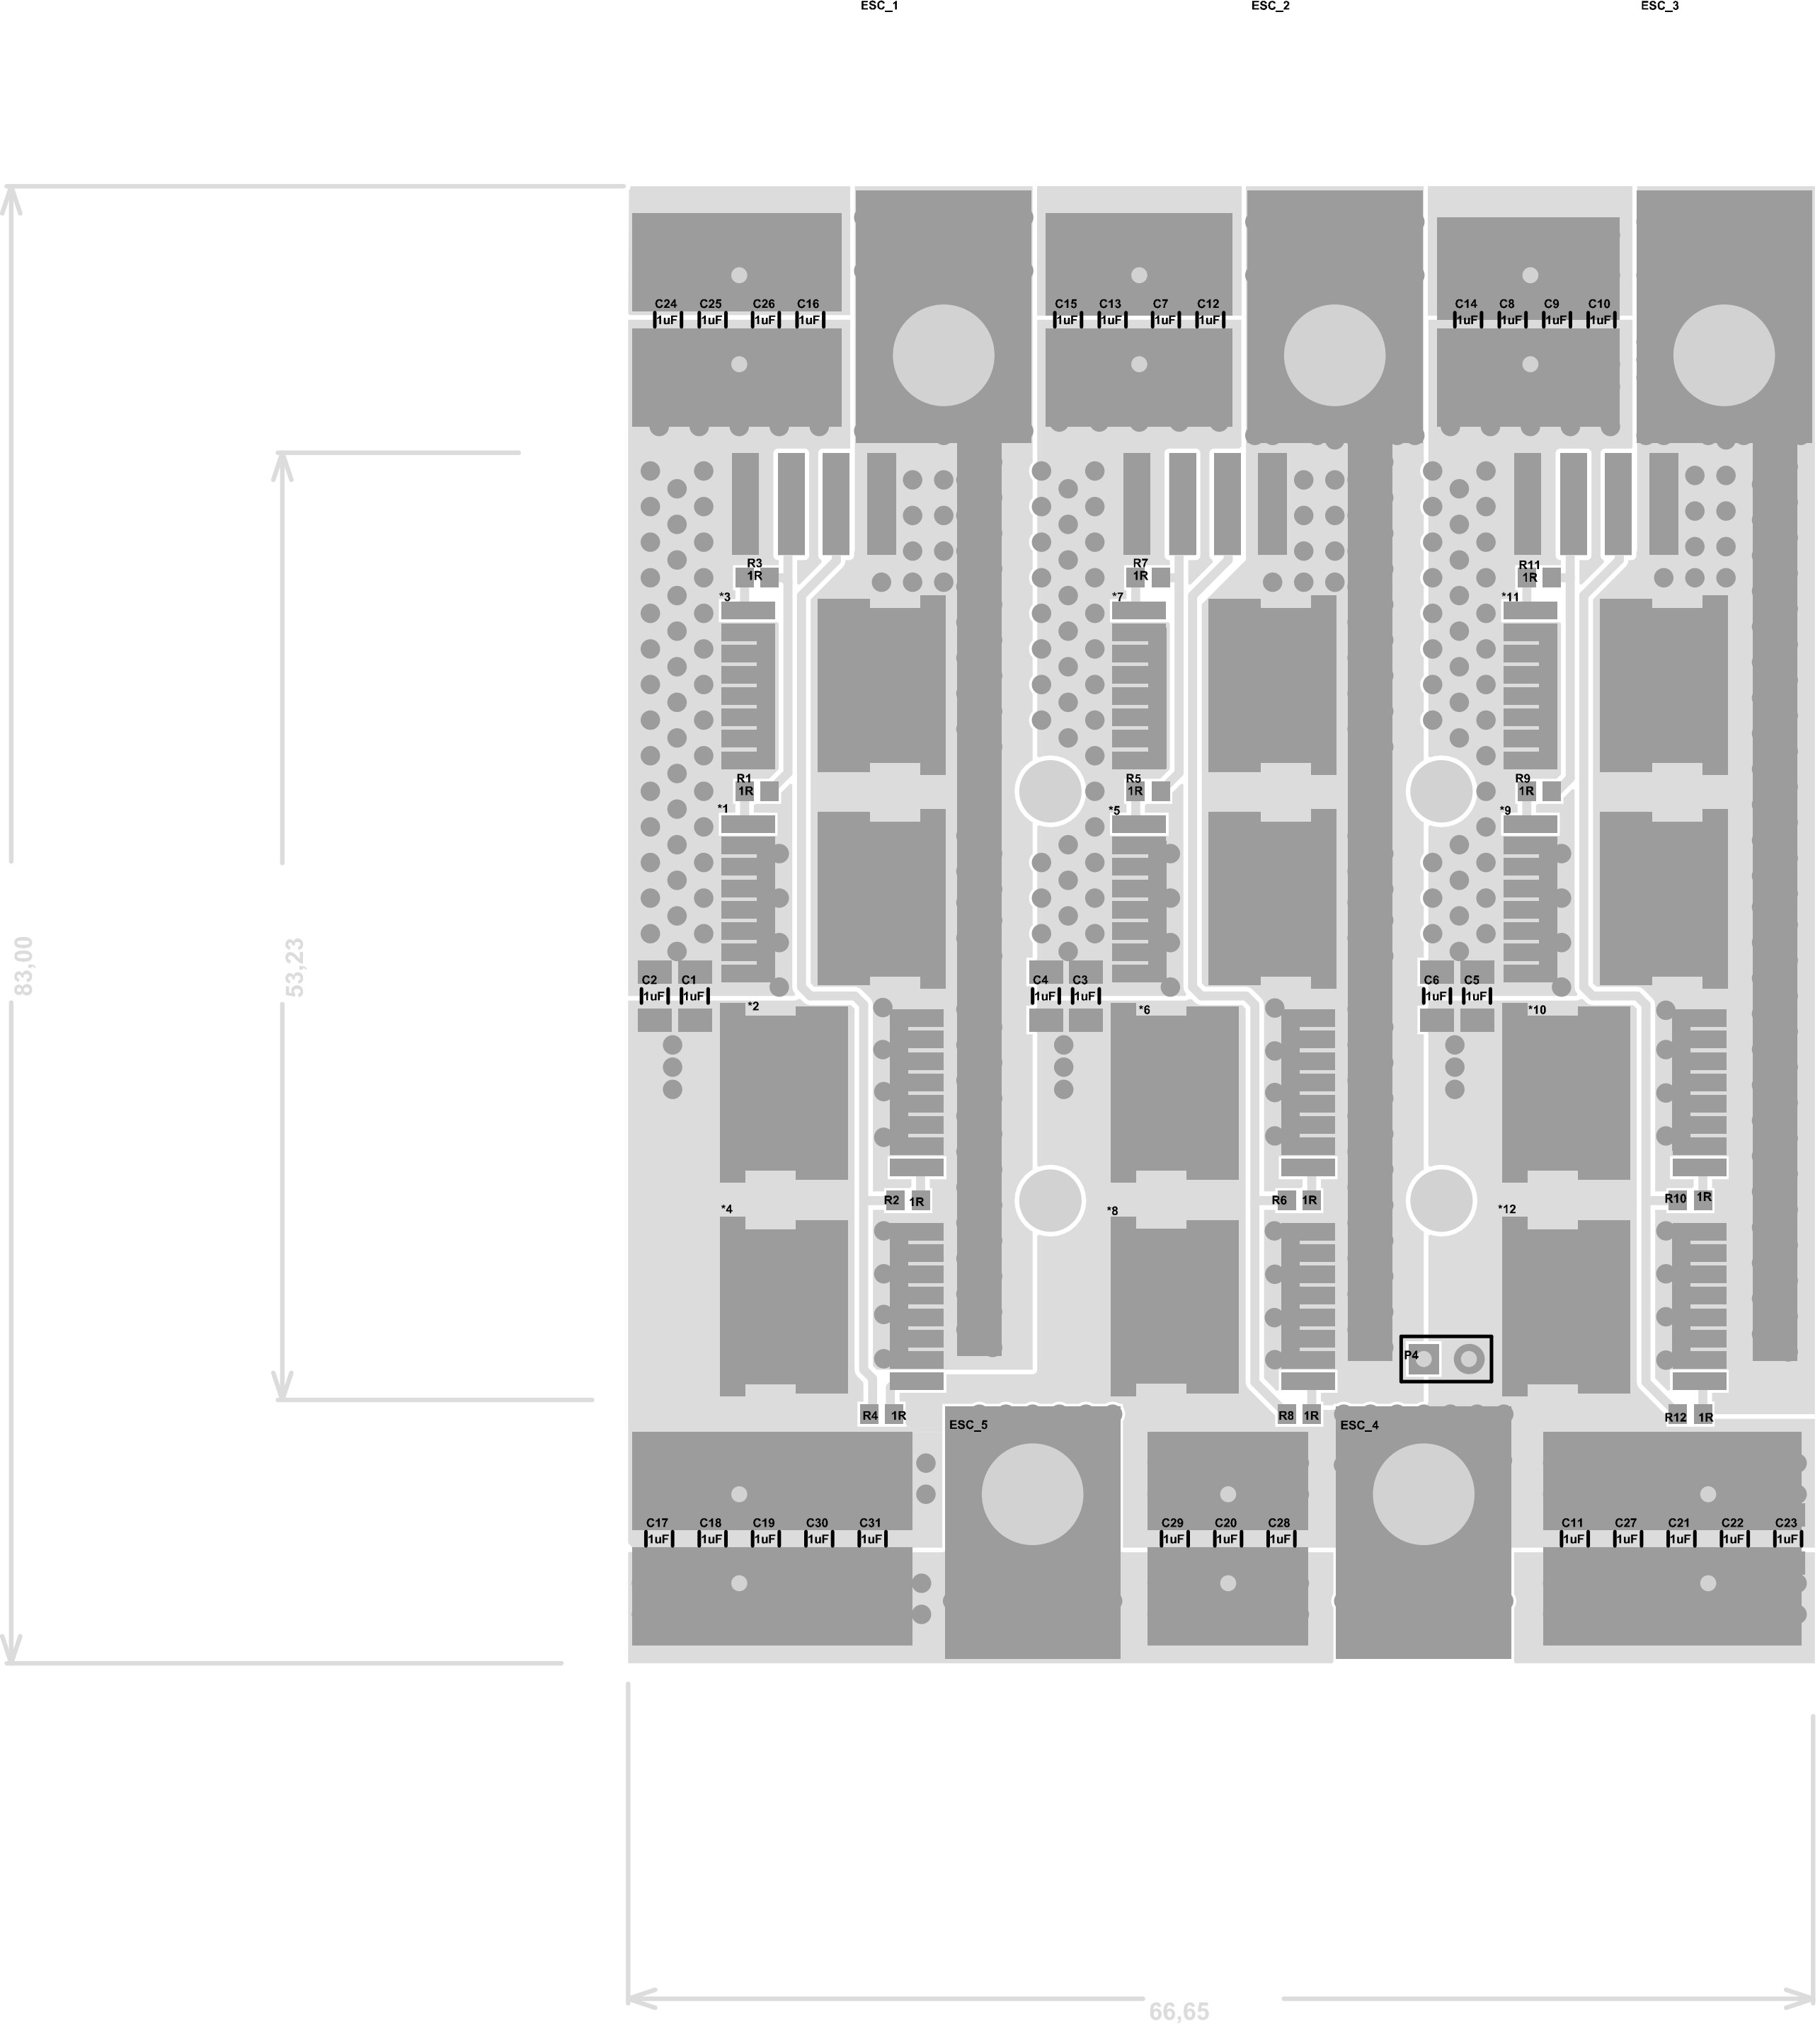 ESC_1 ESC_2 ESC_3
C24 C25 C26 C16 C15 C13 C7 C12 C14 C8 C9 C10
1uF 1uF 1uF 1uF 1uF 1uF 1uF 1uF 1uF 1uF 1uF 1uF
R3 R7 R11
1R 1R 1R
*3 *7 *11
R1 R5 R9
1R 1R 1R
*1 *5 *9
83,00 53,23
C2 C1 C4 C3 C6 C5
1uF 1uF 1uF 1uF 1uF 1uF
*2 *6 *10
R2 1R R6 1R R10 1R
*4 *8 *12
P4
R4 1R R8 1R R12 1R
ESC_5 ESC_4
C17 C18 C19 C30 C31 C29 C20 C28 C11 C27 C21 C22 C23
1uF 1uF 1uF 1uF 1uF 1uF 1uF 1uF 1uF 1uF 1uF 1uF 1uF
66,65